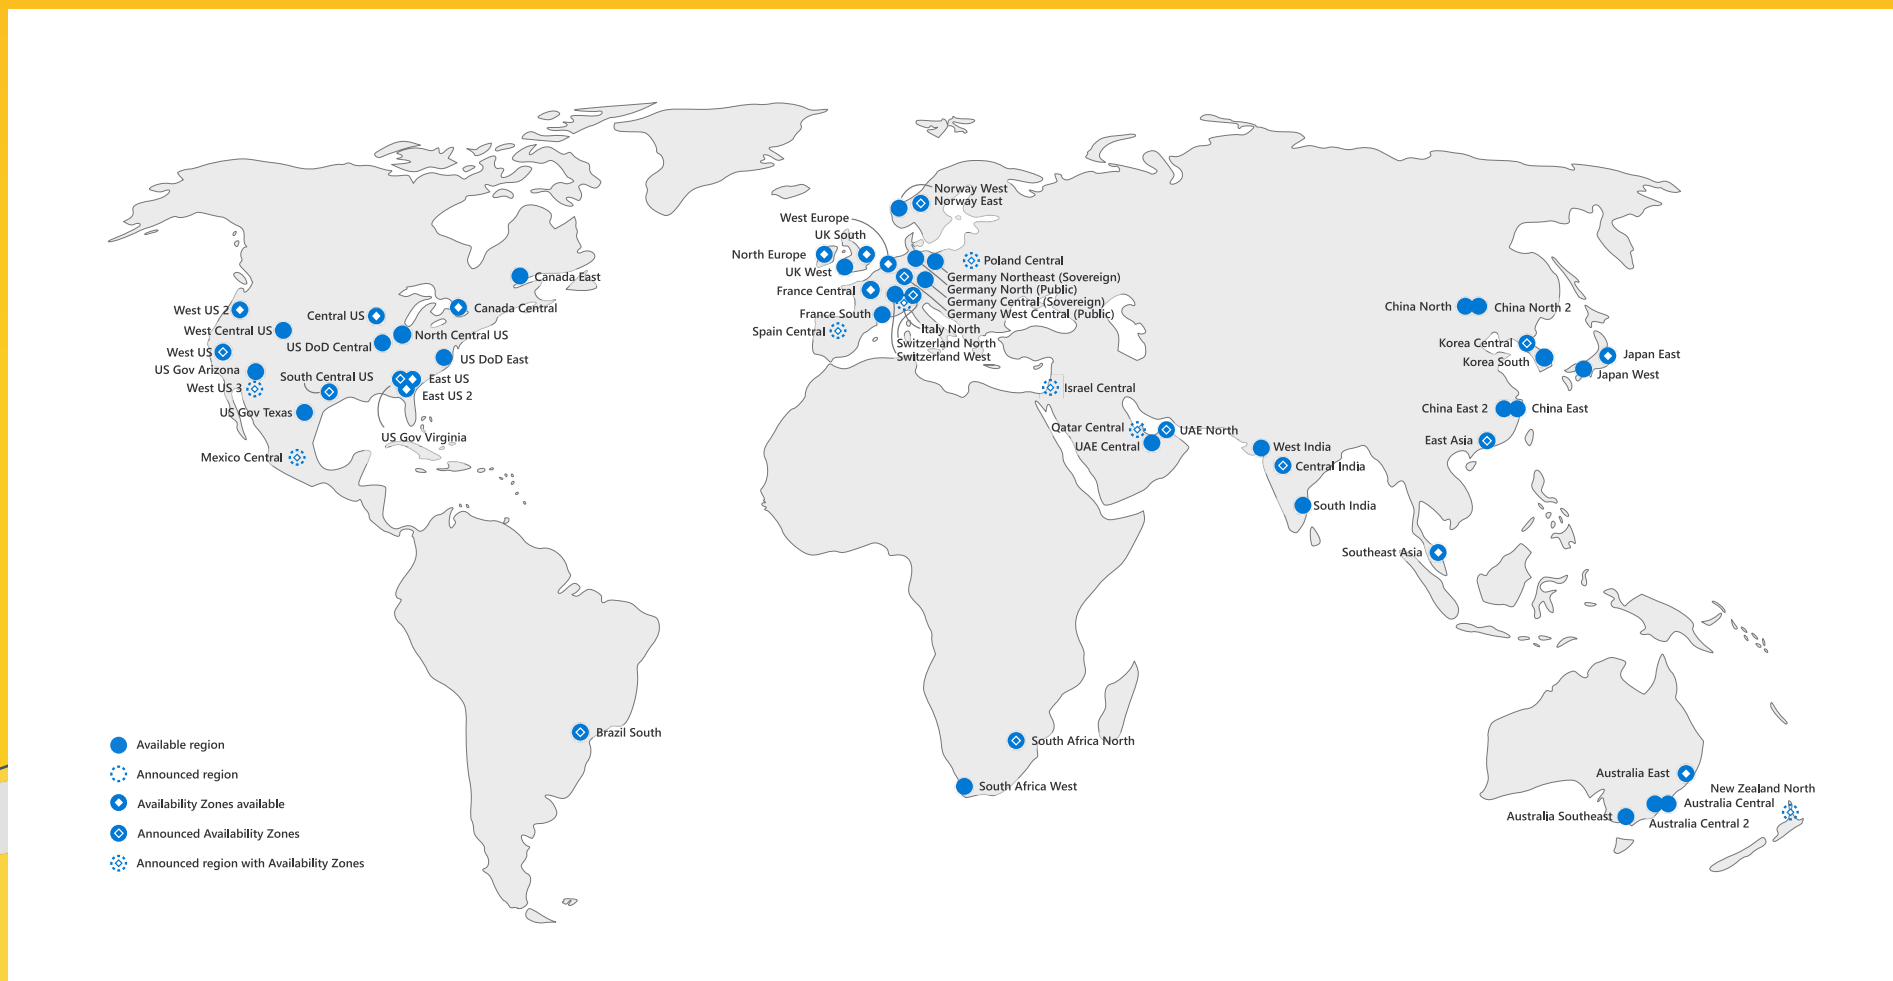 Norway West
Norway East
West Europe
UK South
North Europe
UK West
France Central
France South
Spain Central
Poland Central
Germany Northeast (Sovereign)
Germany North (Public)
Germany Central (Sovereign)
Germany West Central (Public)
Italy North
Switzerland North
Switzerland West
Canada East
Canada Central
West US 2
Central US
West Central US
North Central US
US DoD Central
West US
US DoD East
US Gov Arizona
South Central US
East US
West US 3
East US 2
US Gov Texas
US Gov Virginia
Mexico Central
Israel Central
Qatar Central
UAE North
UAE Central
West India
Central India
South India
China North
China North 2
Korea Central
Korea South
Japan East
Japan West
China East 2
China East
East Asia
Southeast Asia
Brazil South
South Africa North
South Africa West
Australia East
New Zealand North
Australia Central
Australia Southeast
Australia Central 2
Available region
Announced region
Availability Zones available
Announced Availability Zones
Announced region with Availability Zones